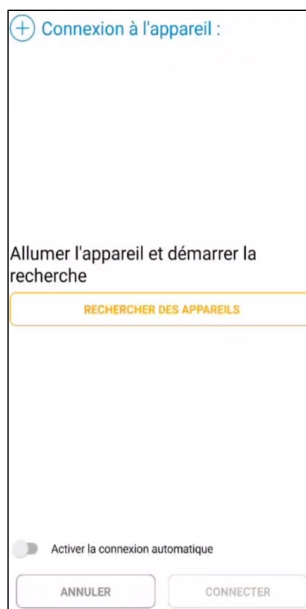 Connexion à l'appareil :
Allumer l'appareil et démarrer la
recherche
RECHERCHER DES APPAREILS
Activer la connexion automatique
ANNULER
CONNECTER